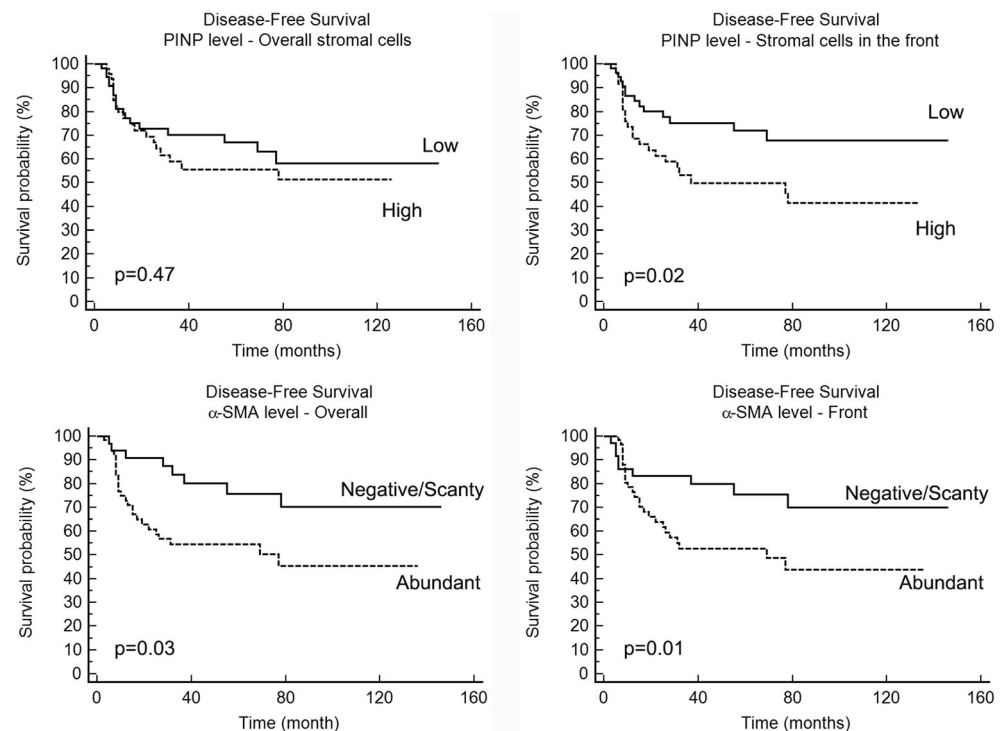 Disease-Free Survival
PINP level - Overall stromal cells
Survival probability (%)
100
90
80
70
60
50
40
30
20
10
0
Low
High
p=0.47
0 40 80 120 160
Time (months)
Disease-Free Survival
PINP level - Stromal cells in the front
Survival probability (%)
100
90
80
70
60
50
40
30
20
10
0
Low
High
p=0.02
0 40 80 120 160
Time (months)
Disease-Free Survival
α-SMA level - Overall
Survival probability (%)
100
90
80
70
60
50
40
30
20
10
0
Negative/Scanty
Abundant
p=0.03
0 40 80 120 160
Time (month)
Disease-Free Survival
α-SMA level - Front
Survival probability (%)
100
90
80
70
60
50
40
30
20
10
0
Negative/Scanty
Abundant
p=0.01
0 40 80 120 160
Time (months)